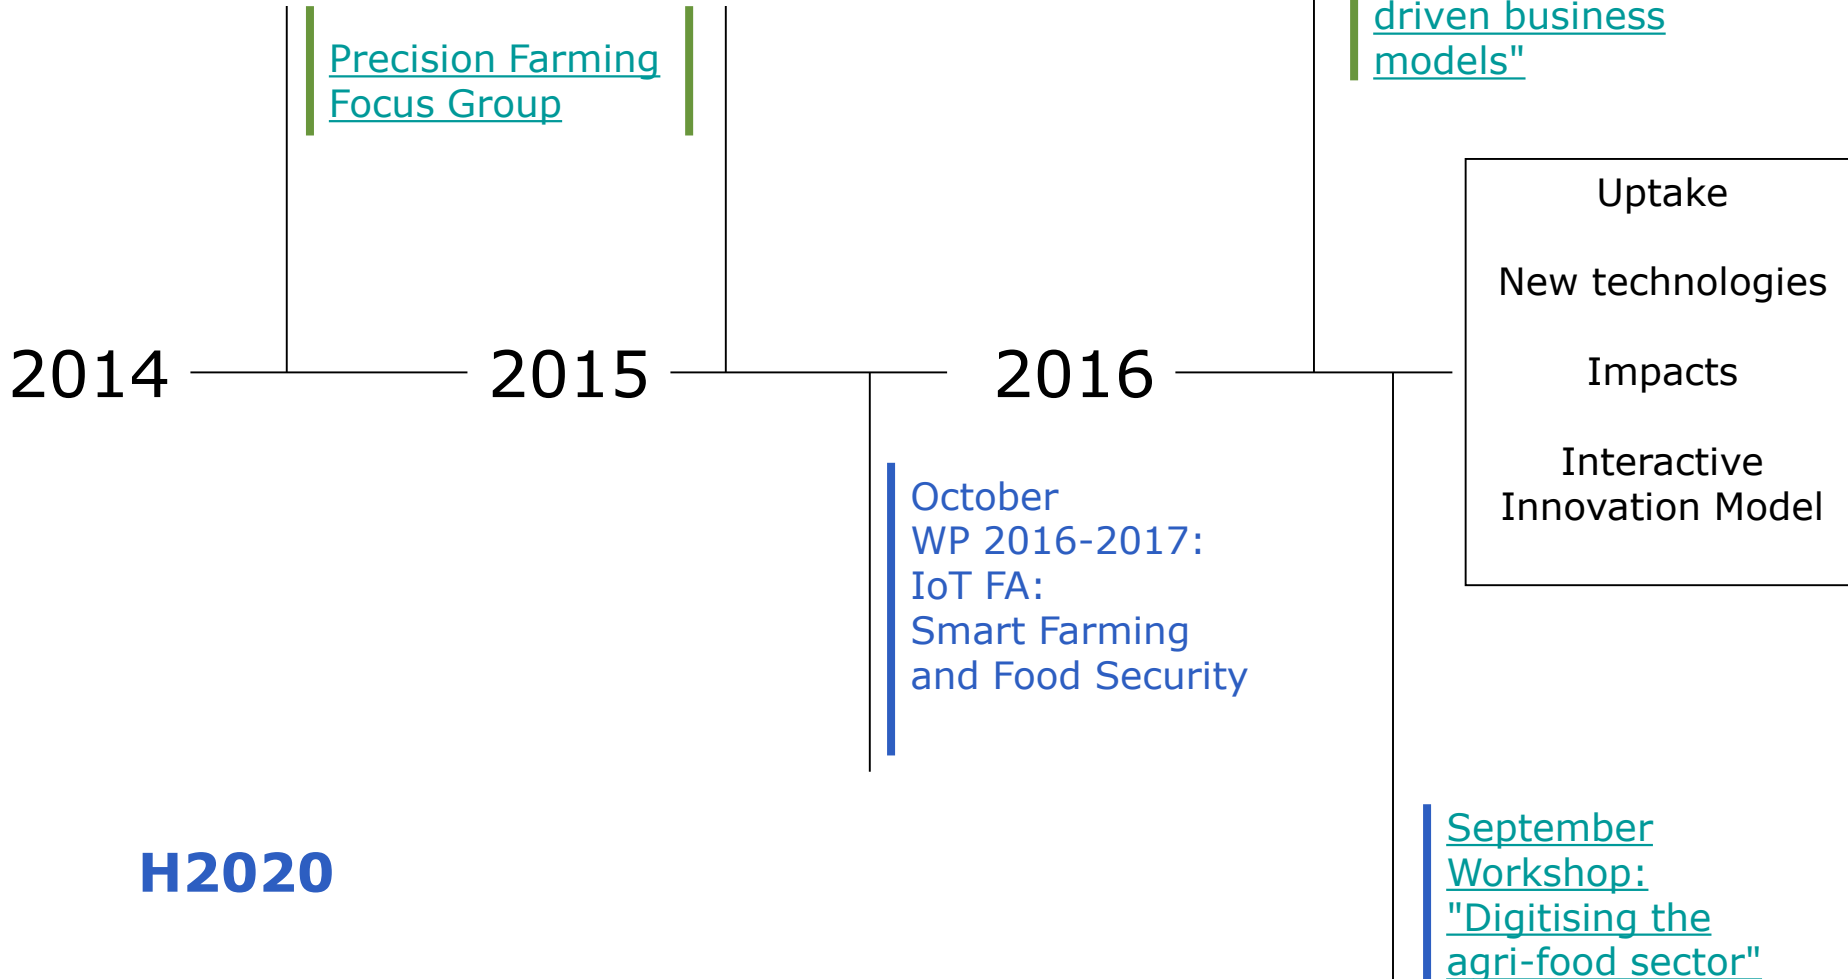 driven business
models"
Precision Farming
Focus Group
Uptake
New technologies
Impacts
Interactive
Innovation Model
2014
2015
2016
October
WP 2016-2017:
IoT FA:
Smart Farming
and Food Security
H2020
September
Workshop:
"Digitising the
agri-food sector"